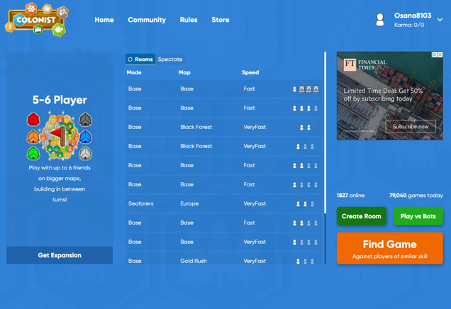 COLONIST
Home
Community
Rules
Store
Osano8103
Karma: 0/0
5-6 Player
Play with up to 6 friends
on bigger maps,
building in between
turns!
Get Expansion
Rooms
Spectate
Mode Map Speed
Base Base Fast
Base Base Fast
Base Black Forest VeryFast
Base Black Forest VeryFast
Base Base Fast
Base Base Fast
Seafarers Europe VeryFast
Base Base Fast
Base Base VeryFast
Base Gold Rush VeryFast
FT FINANCIAL
TIMES
Limited Time Deal: Get 50%
off by subscribing today
Subscribe now
1827 online
79,040 games today
Create Room
Play vs Bots
Find Game
Against players of similar skill